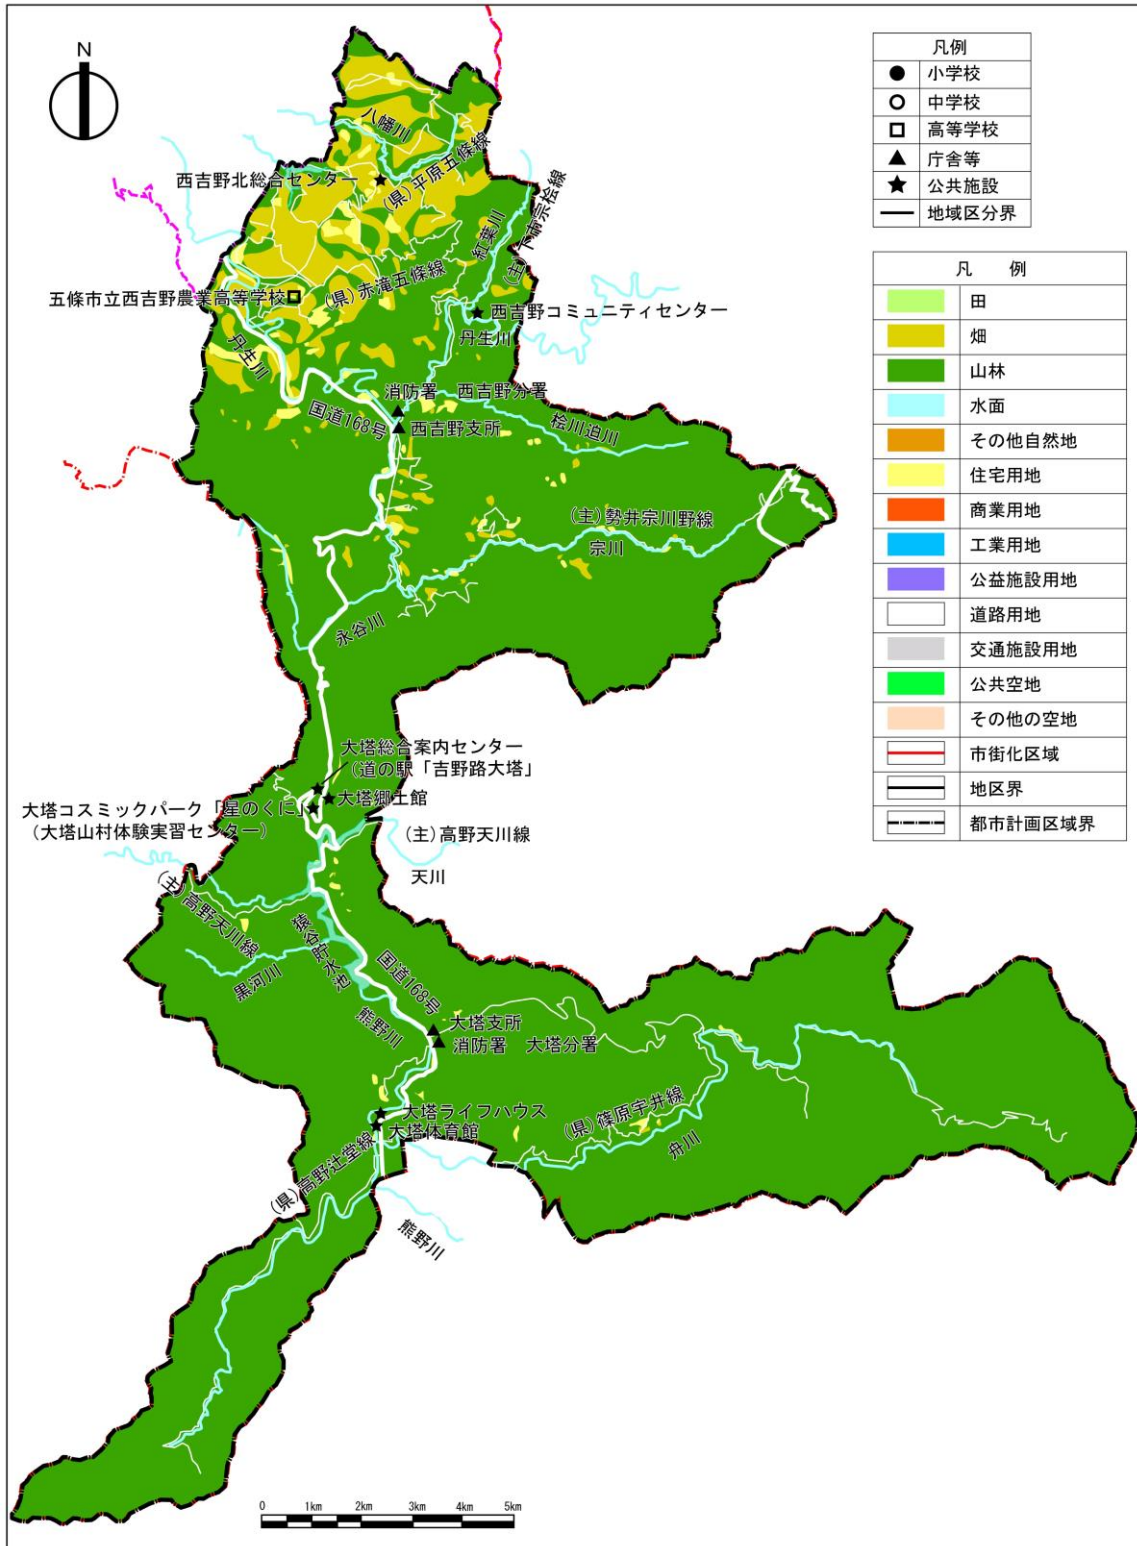 N
凡例
小学校
中学校
高等学校
庁舎等
公共施設
地域区分界
凡　例
田
畑
山林
水面
その他自然地
住宅用地
商業用地
工業用地
公益施設用地
道路用地
交通施設用地
公共空地
その他の空地
市街化区域
地区界
都市計画区域界
八幡川
西吉野北総合センター
(県)平原五條線
紅葉川
(主)下市宗桧線
五條市立西吉野農業高等学校
(県)赤滝五條線
西吉野コミュニティセンター
丹生川
丹生川
消防署　西吉野分署
国道168号
西吉野支所
桧川迫川
(主)勢井宗川野線
宗川
永谷川
大塔総合案内センター
(道の駅「吉野路大塔」
大塔郷土館
大塔コスミックパーク「星のくに」
(大塔山村体験実習センター)
(主)高野天川線
天川
(主)高野天川線
猿谷貯水池
黒河川
国道168号
熊野川
大塔支所
消防署　大塔分署
大塔ライフハウス
大塔体育館
(県)篠原宇井線
舟川
(県)高野辻堂線
熊野川
0　1km　2km　3km　4km　5km